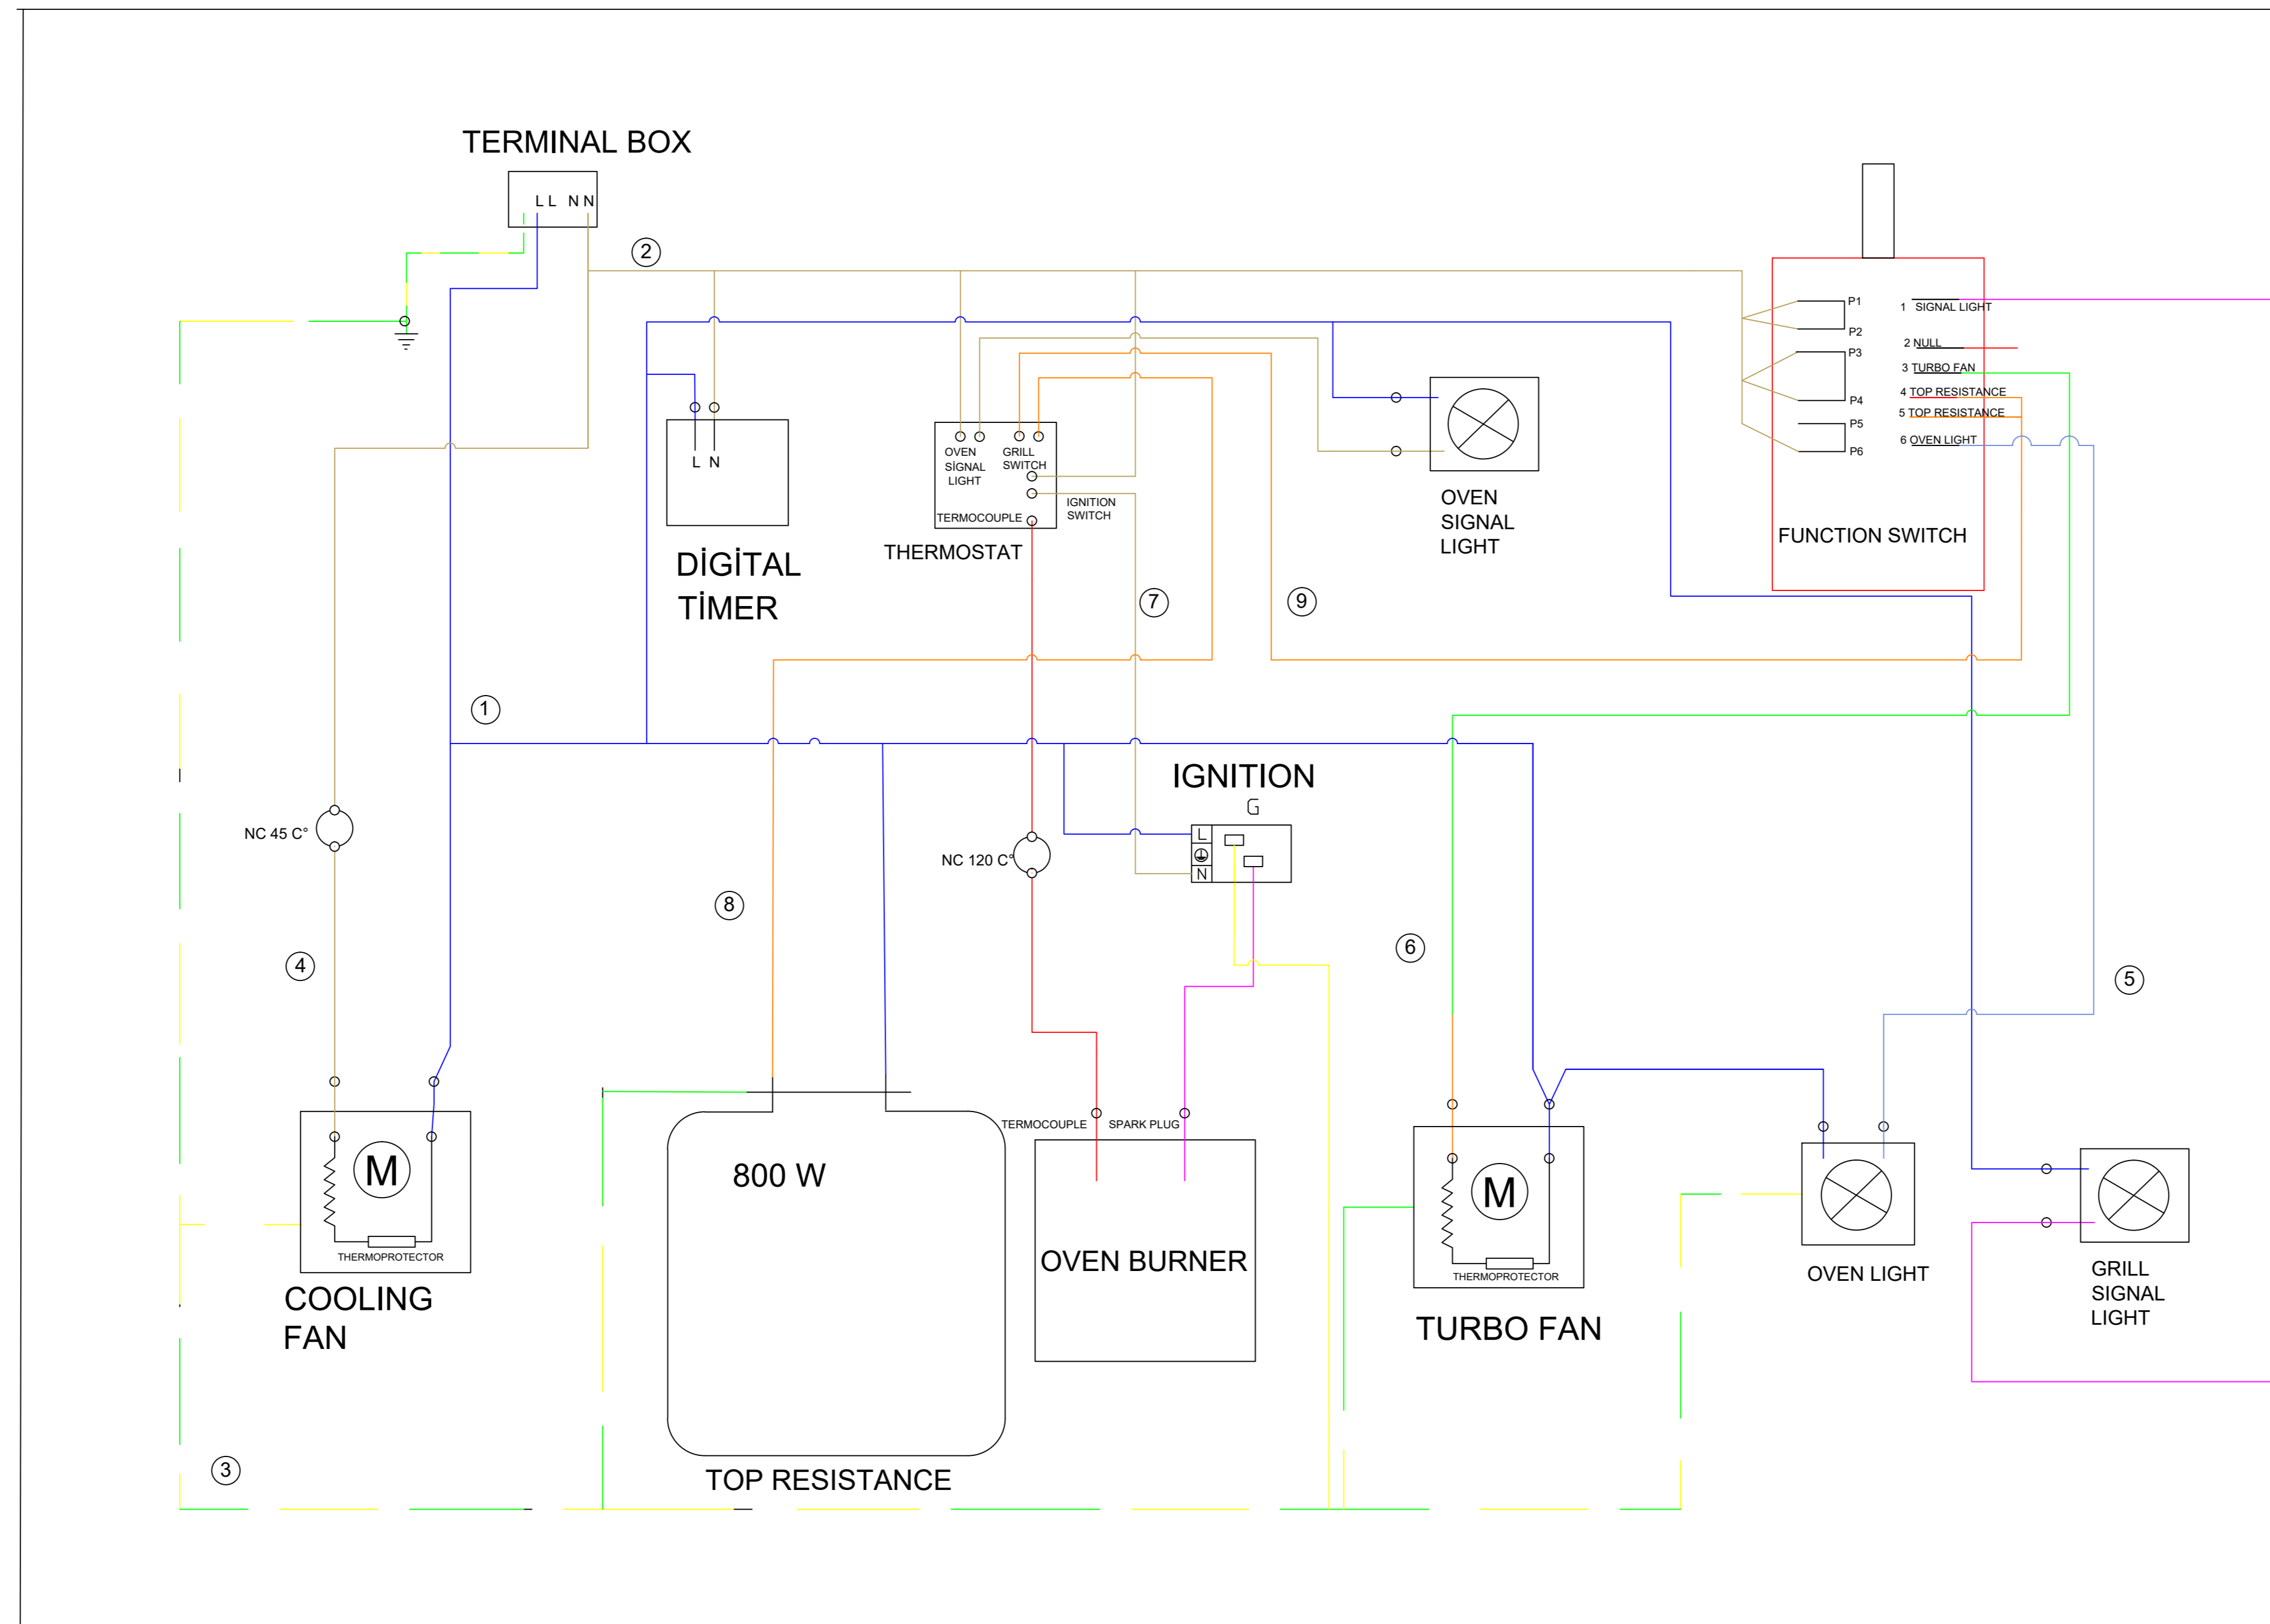 TERMINAL BOX
L L N N
2
P1
1 SIGNAL LIGHT
P2
2 NULL
P3
3 TURBO FAN
4 TOP RESISTANCE
P4
5 TOP RESISTANCE
P5
6 OVEN LIGHT
P6
FUNCTION SWITCH
L N
DİGİTAL
TİMER
OVEN
SİGNAL
LIGHT
GRILL
SWITCH
IGNITION
SWITCH
TERMOCOUPLE
THERMOSTAT
OVEN
SIGNAL
LIGHT
7
9
1
IGNITION
G
L
N
NC 45 C°
NC 120 C°
8
4
6
5
TERMOCOUPLE
SPARK PLUG
M
THERMOPROTECTOR
COOLING
FAN
800 W
TOP RESISTANCE
OVEN BURNER
M
THERMOPROTECTOR
TURBO FAN
OVEN LIGHT
GRILL
SIGNAL
LIGHT
3